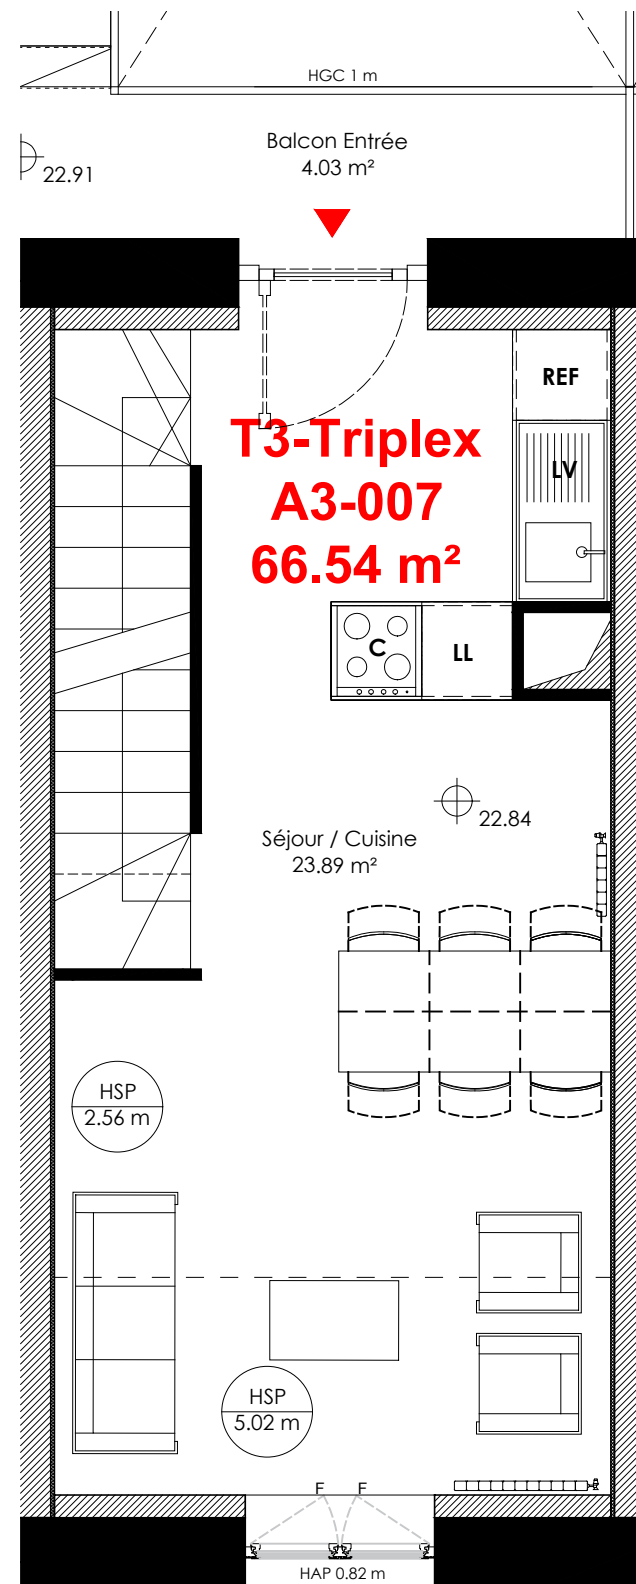 HGC 1 m
Balcon Entrée
4.03 m²
22.91
REF
T3-Triplex
LV
A3-007
66.54 m²
C
LL
22.84
Séjour / Cuisine
23.89 m²
HSP
2.56 m
HSP
5.02 m
F F
HAP 0.82 m